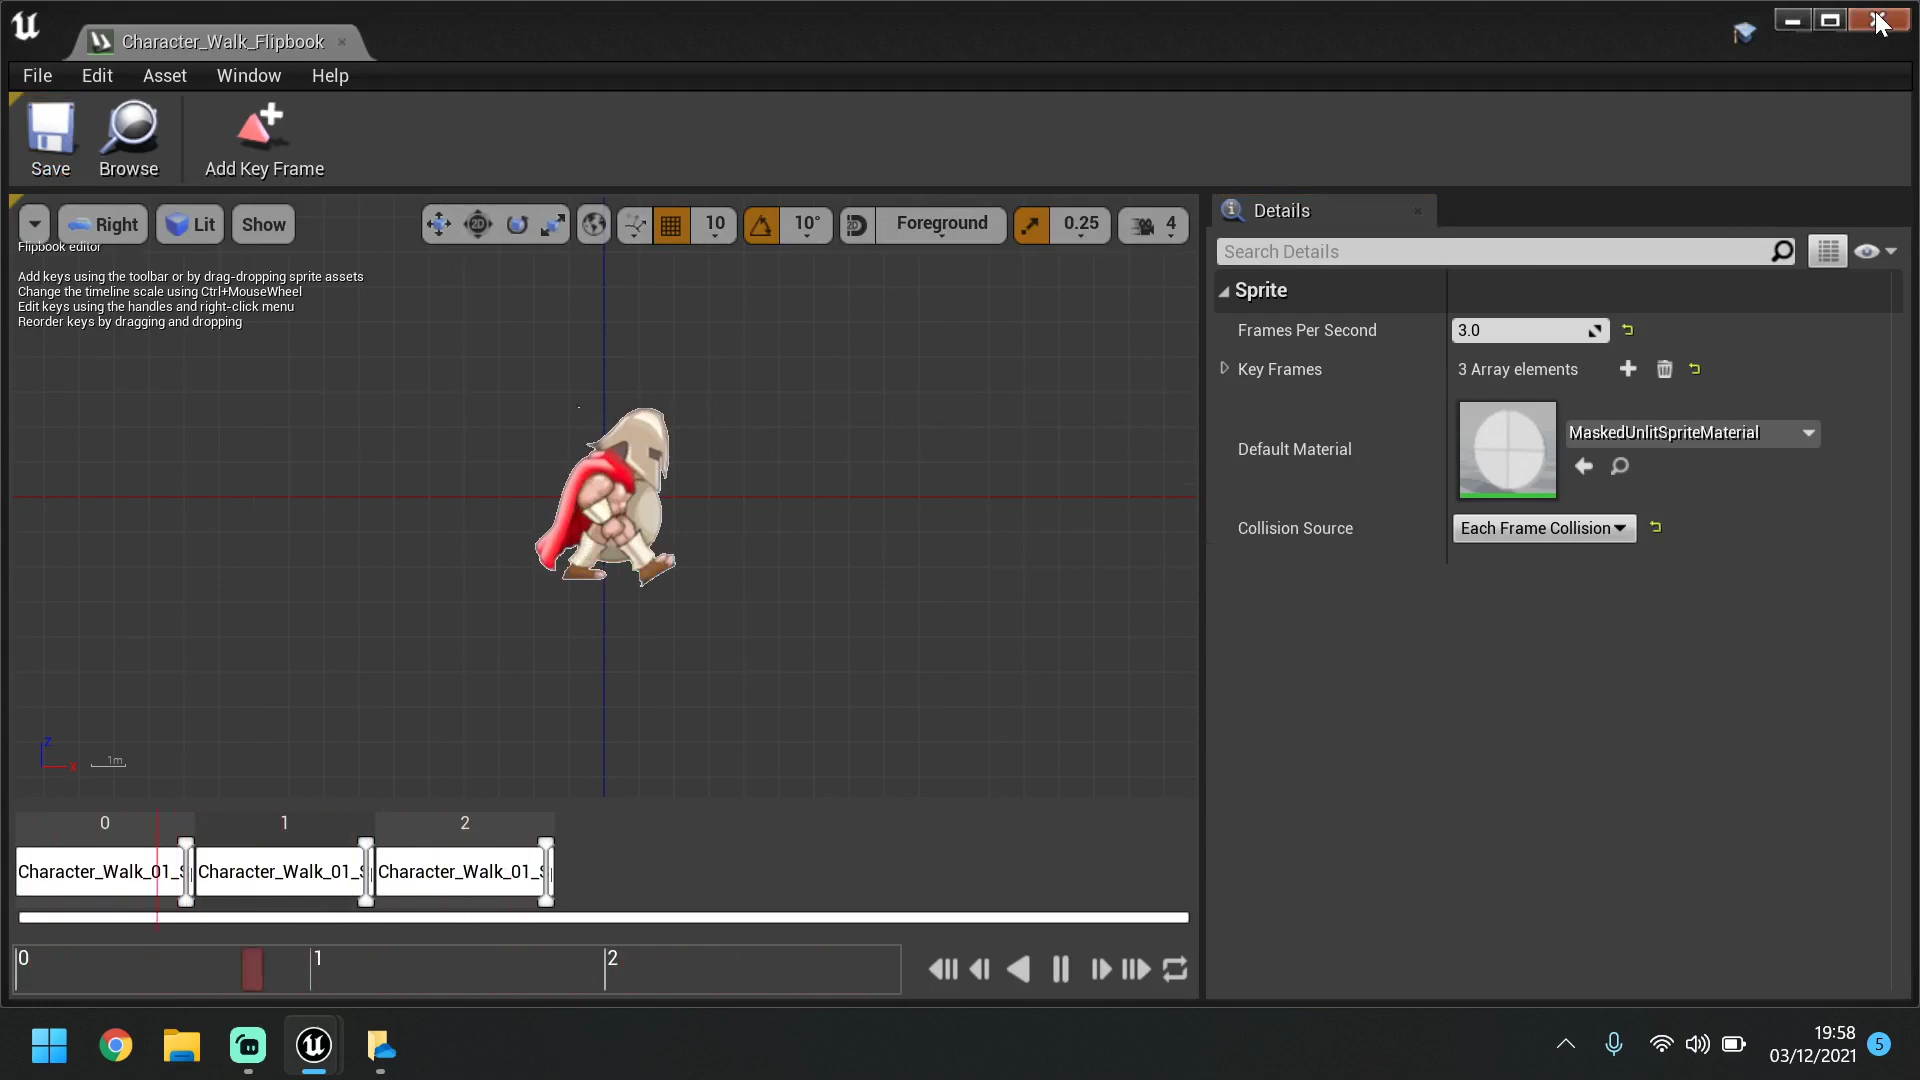 Character_Walk_Flipbook
File Edit Asset Window Help
Save Browse Add Key Frame
Right Lit Show 10 10° Foreground 0.25 4
Flipbook editor
Add keys using the toolbar or by drag-dropping sprite assets
Change the timeline scale using Ctrl+MouseWheel
Edit keys using the handles and right-click menu
Reorder keys by dragging and dropping
Details
Search Details
Sprite
Frames Per Second 3.0
Key Frames 3 Array elements
Default Material MaskedUnlitSpriteMaterial
Collision Source Each Frame Collision
Z
X 1m
0 1 2
Character_Walk_01_S Character_Walk_01_S Character_Walk_01_S
0 1 2
19:58
03/12/2021 5